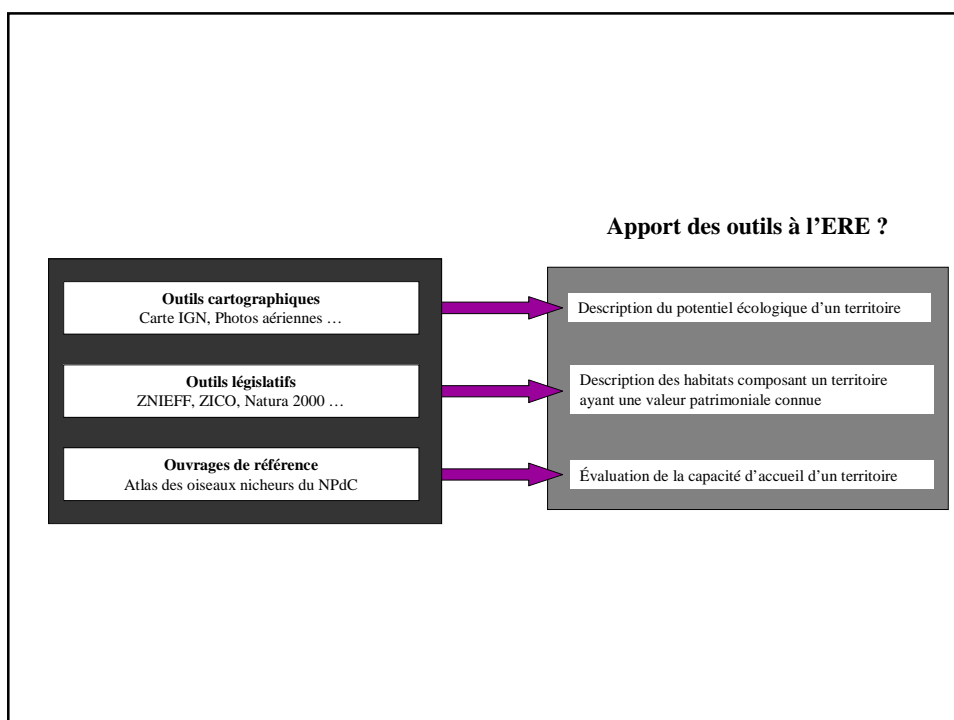 Apport des outils à l’ERE ?
Outils cartographiques
Carte IGN, Photos aériennes …
Description du potentiel écologique d’un territoire
Outils législatifs
ZNIEFF, ZICO, Natura 2000 …
Description des habitats composant un territoire
ayant une valeur patrimoniale connue
Ouvrages de référence
Atlas des oiseaux nicheurs du NPdC
Évaluation de la capacité d’accueil d’un territoire